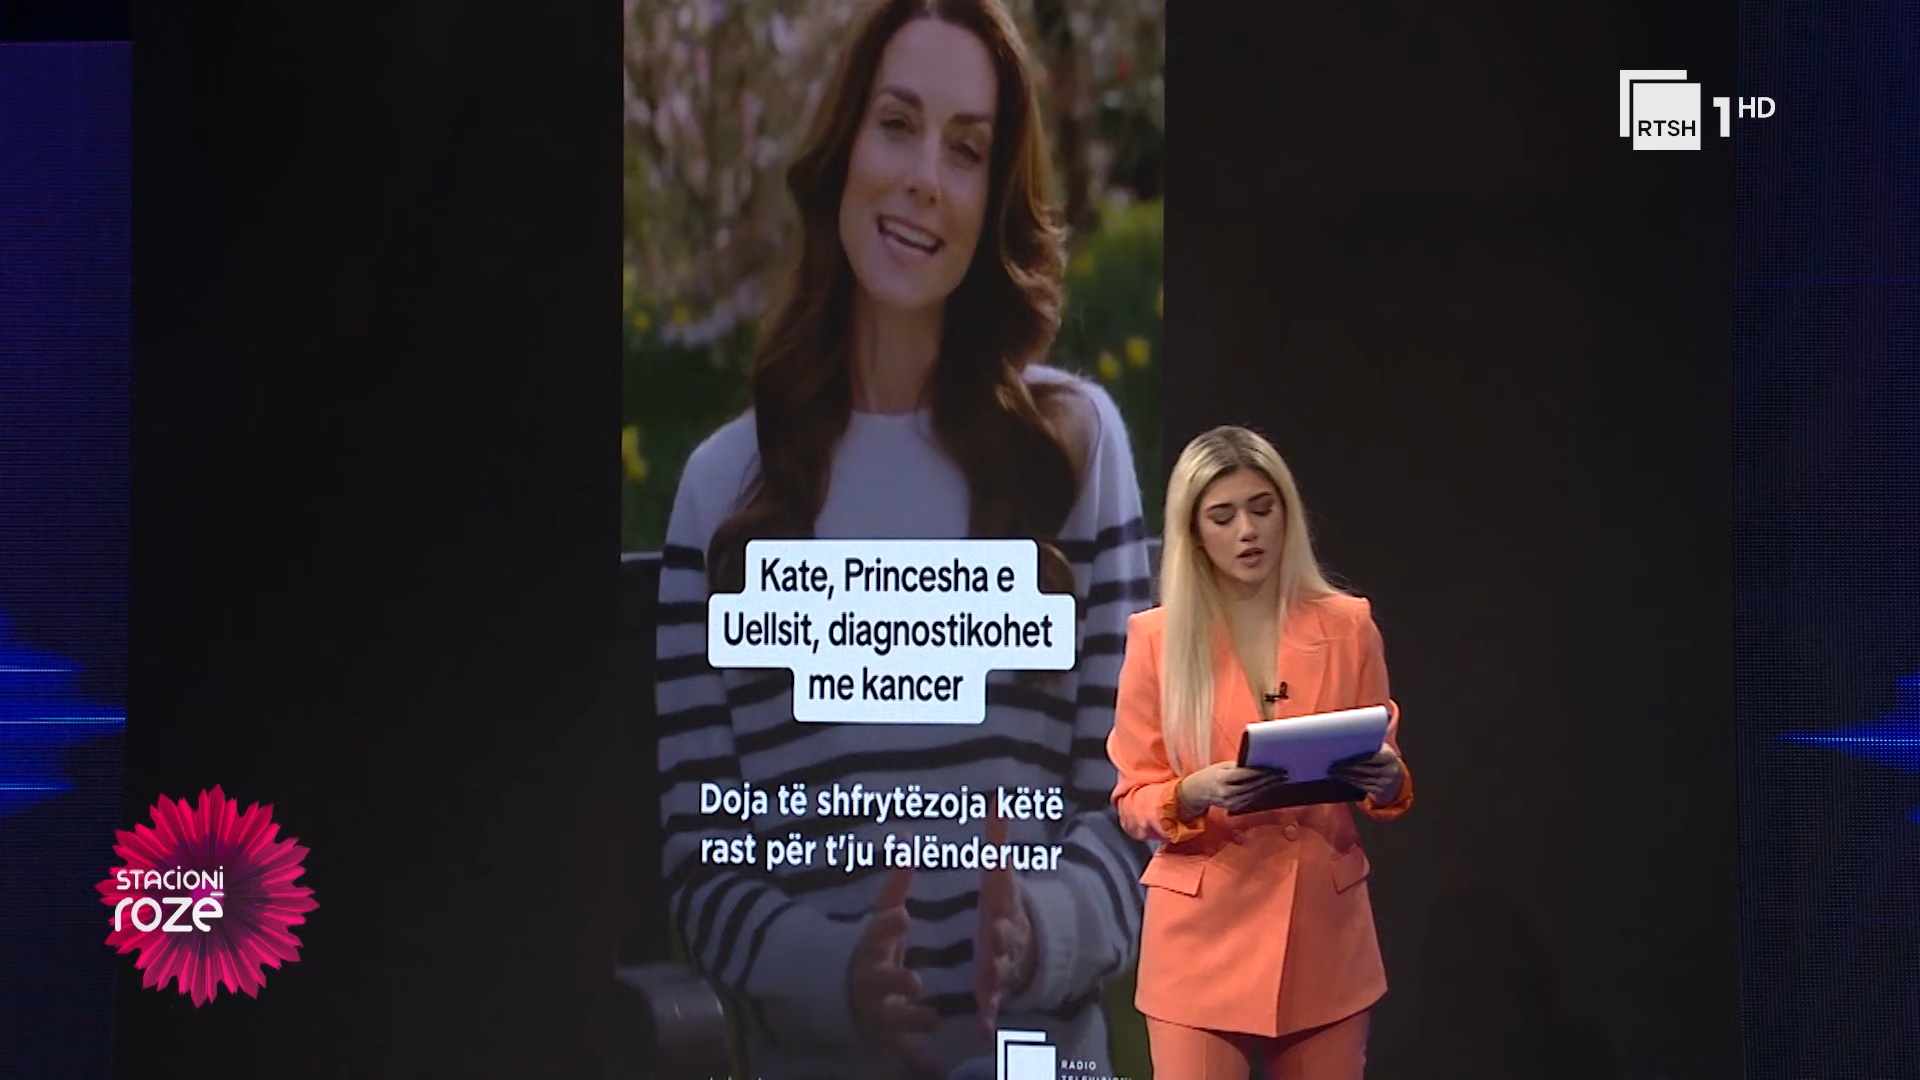 RTSH 1 HD
Kate, Princesha e
Uellsit, diagnostikohet
me kancer
Doja të shfrytëzoja këtë
rast për t'ju falënderuar
STACIONI
rozë
RADIO